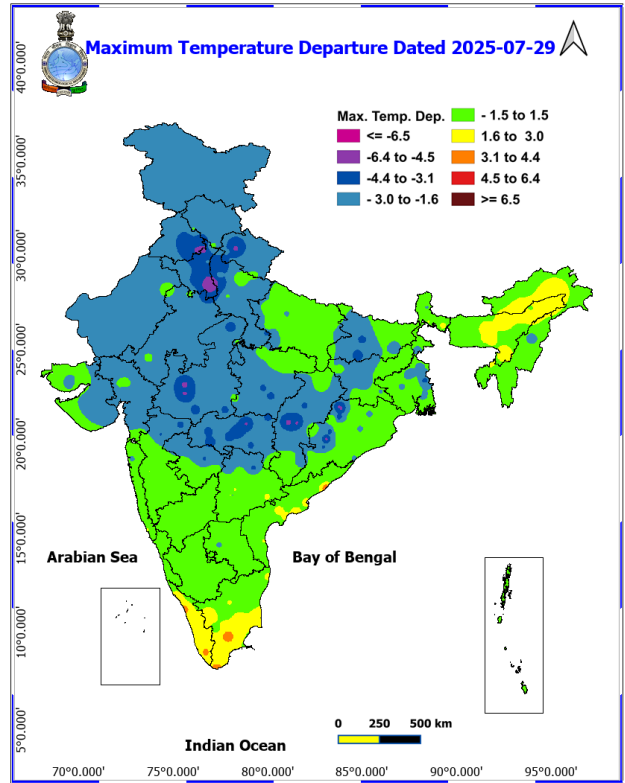 Maximum Temperature Departure Dated 2025-07-29
Max. Temp. Dep.
<= -6.5
-6.4 to -4.5
-4.4 to -3.1
- 3.0 to -1.6
- 1.5 to 1.5
1.6 to 3.0
3.1 to 4.4
4.5 to 6.4
>= 6.5
40°0.000'
35°0.000'
30°0.000'
25°0.000'
20°0.000'
15°0.000'
10°0.000'
5°0.000'
Arabian Sea
Bay of Bengal
Indian Ocean
0 250 500 km
70°0.000' 75°0.000' 80°0.000' 85°0.000' 90°0.000' 95°0.000'